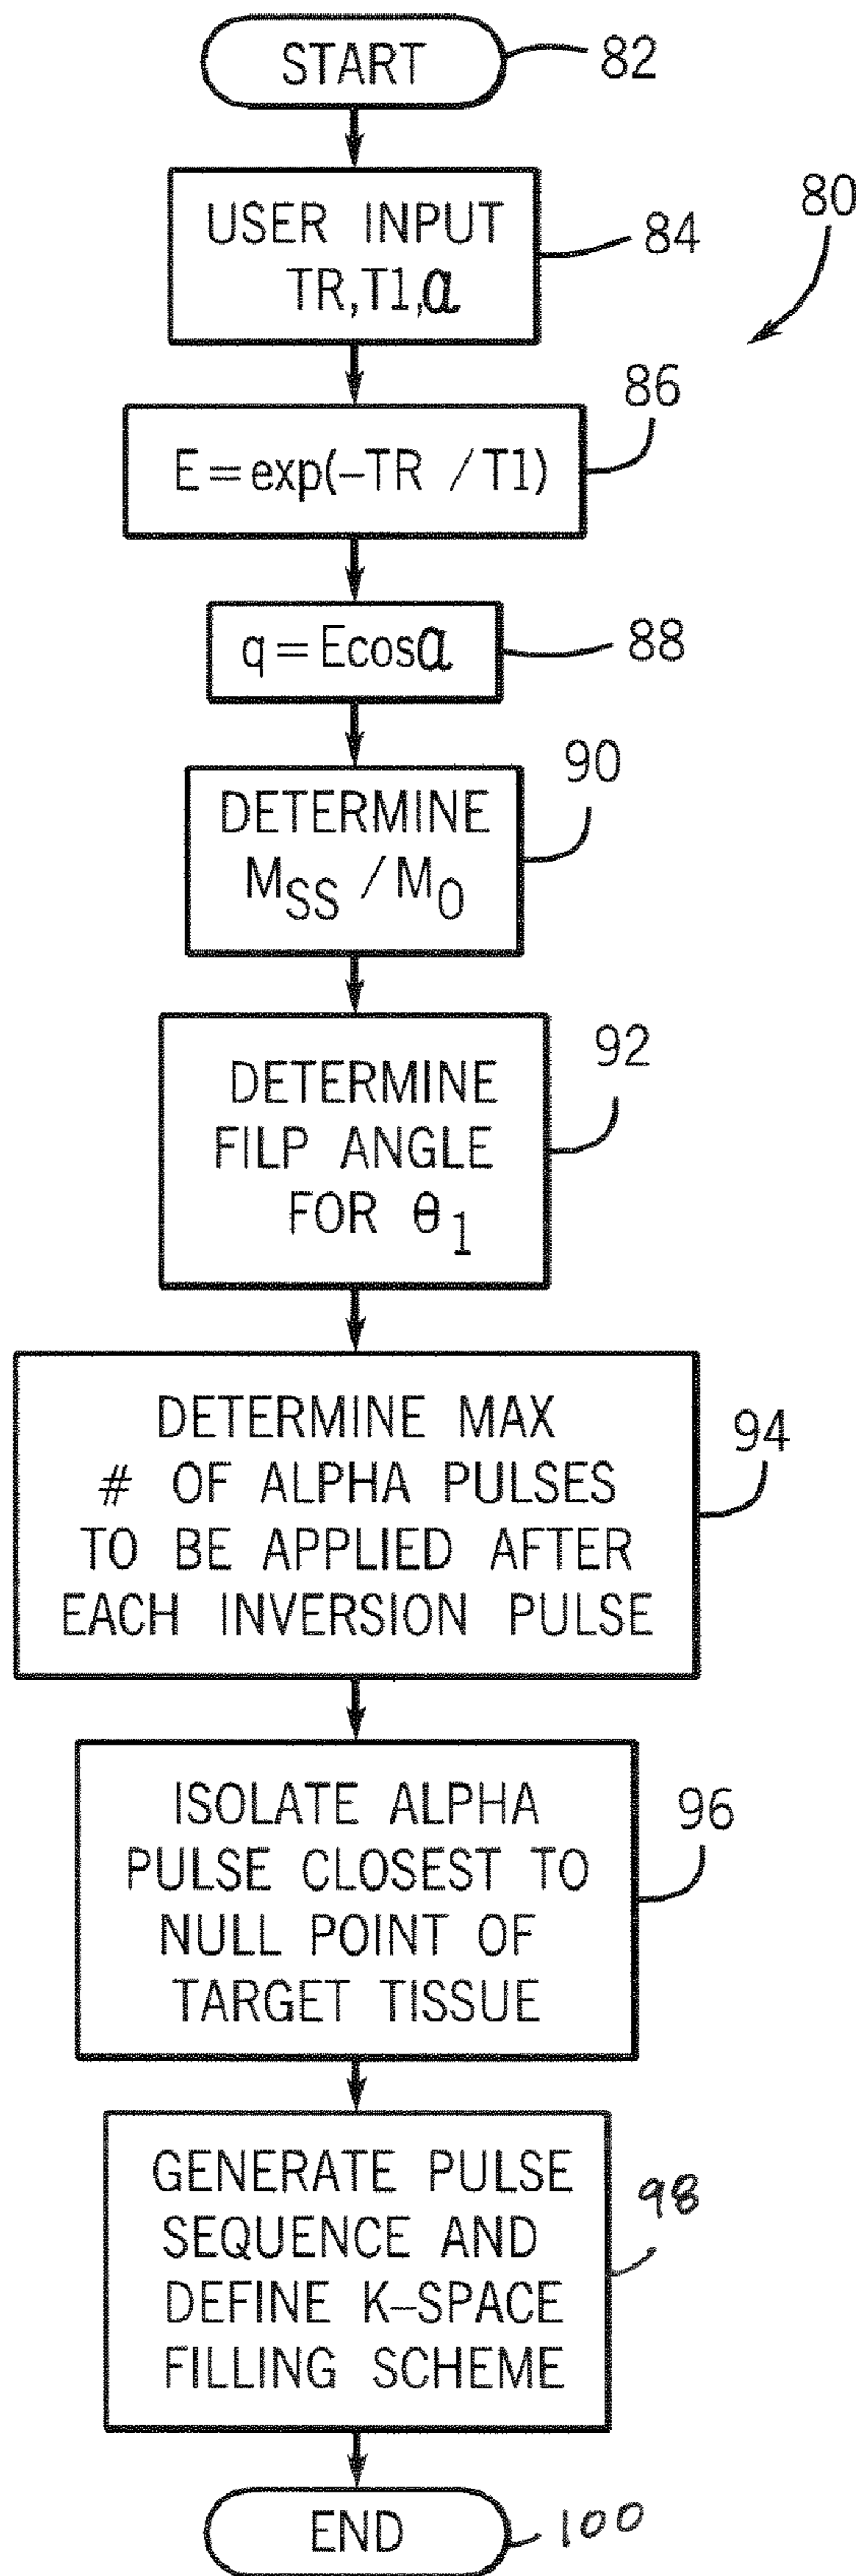 START
82
80
USER INPUT
TR,T1,α
84
E=exp(–TR /T1)
86
q=Ecosα
88
DETERMINE
MSS /MO
90
DETERMINE
FILP ANGLE
FOR θ1
92
DETERMINE MAX
# OF ALPHA PULSES
TO BE APPLIED AFTER
EACH INVERSION PULSE
94
ISOLATE ALPHA
PULSE CLOSEST TO
NULL POINT OF
TARGET TISSUE
96
GENERATE PULSE
SEQUENCE AND
DEFINE K–SPACE
FILLING SCHEME
98
END
100